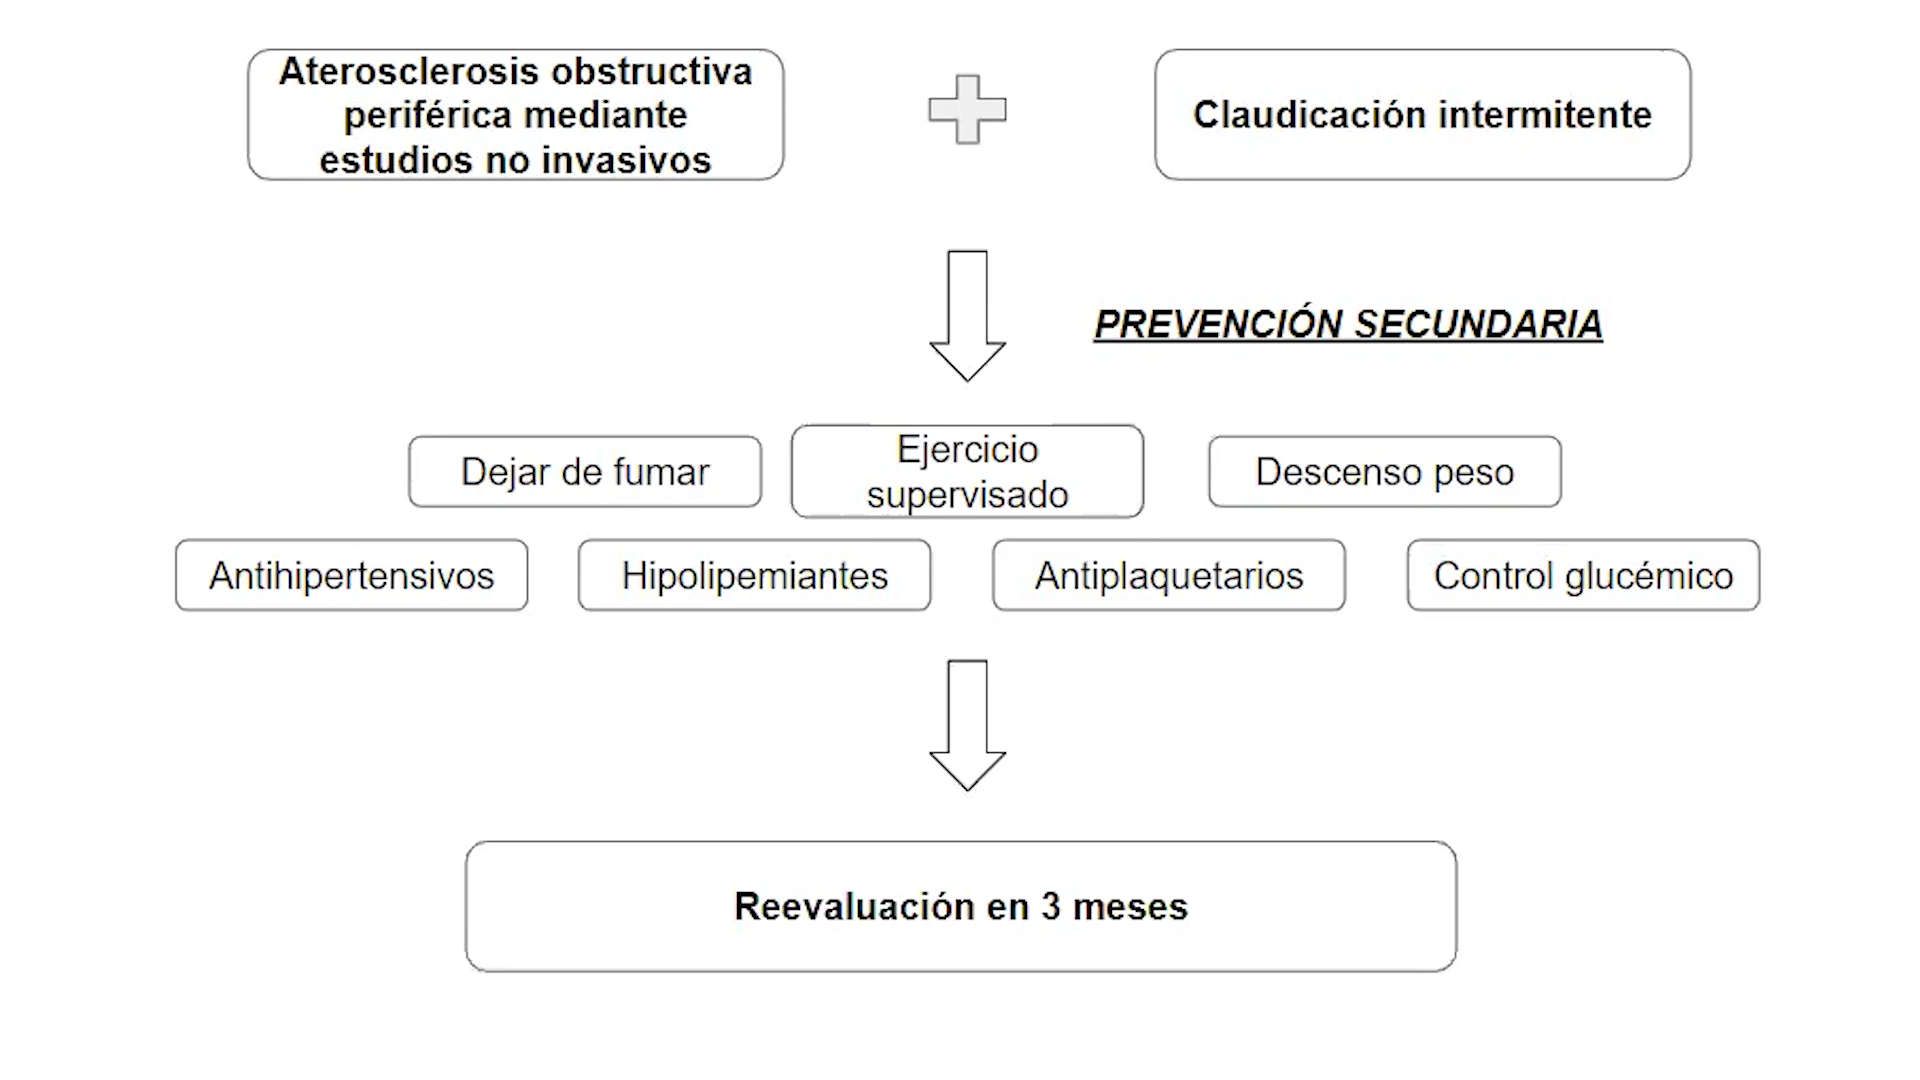 Aterosclerosis obstructiva
periférica mediante
estudios no invasivos
Claudicación intermitente
PREVENCIÓN SECUNDARIA
Dejar de fumar
Ejercicio
supervisado
Descenso peso
Antihipertensivos
Hipolipemiantes
Antiplaquetarios
Control glucémico
Reevaluación en 3 meses